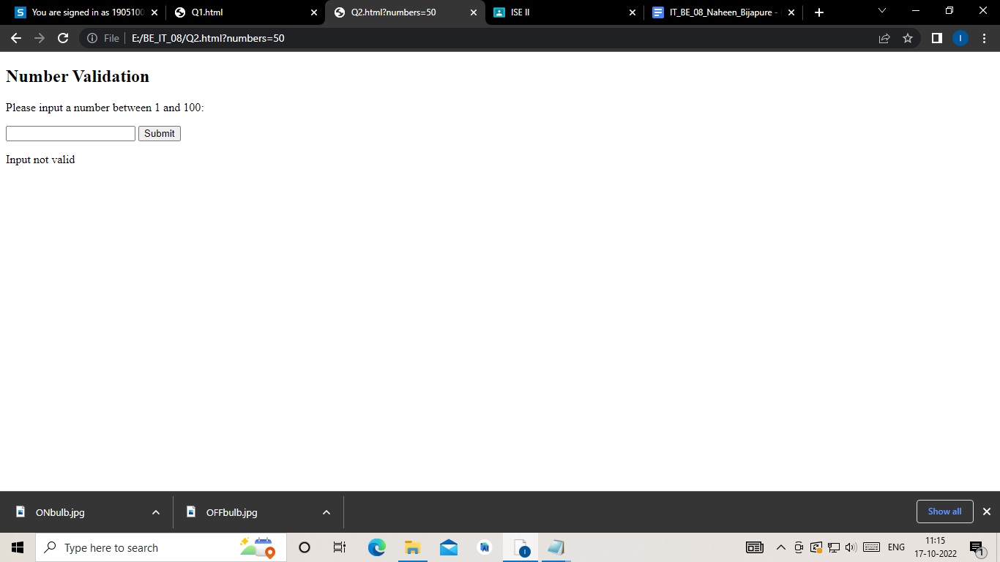 You are signed in as 1905100
Q1.html
Q2.html?numbers=50
ISE II
IT_BE_08_Naheen_Bijapure -
File
E:/BE_IT_08/Q2.html?numbers=50
I
Number Validation
Please input a number between 1 and 100:
Submit
Input not valid
ONbulb.jpg
OFFbulb.jpg
Show all
Type here to search
I
ENG
11:15
17-10-2022
1